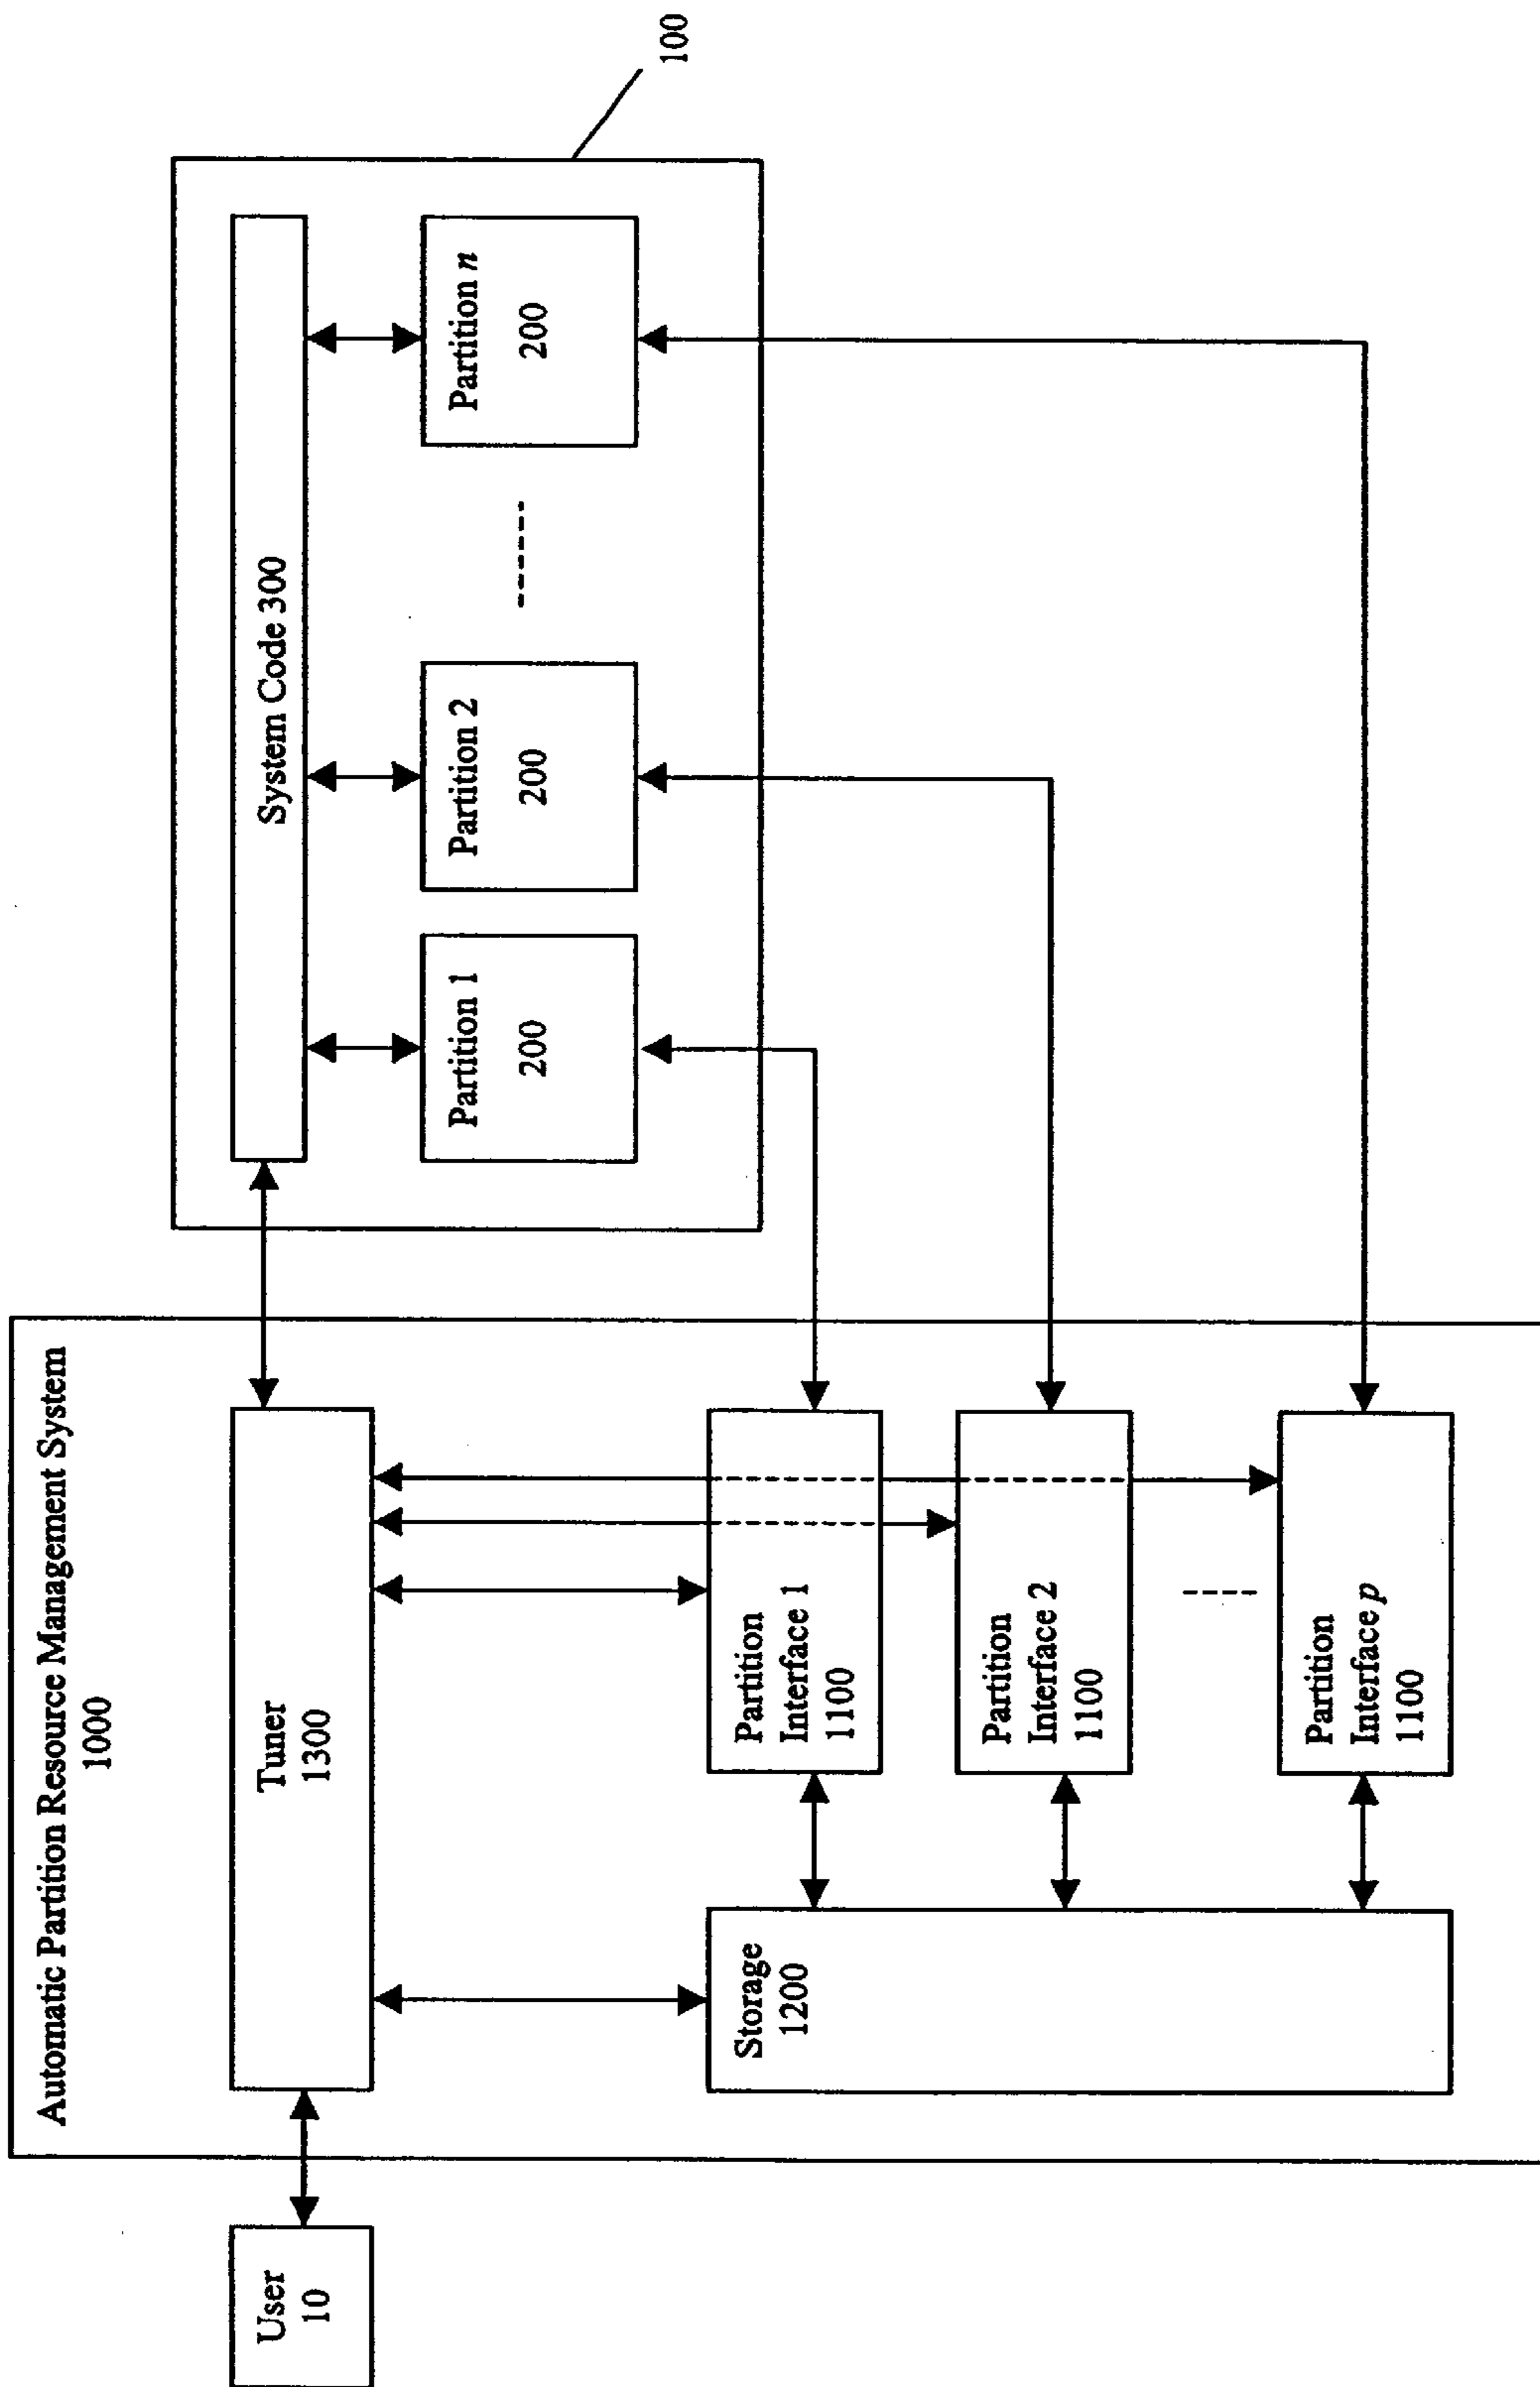 Automatic Partition Resource Management System
1000
User
10
Tuner
1300
Storage
1200
Partition
Interface 1
1100
Partition
Interface 2
1100
Partition
Interface p
1100
System Code 300
Partition 1
200
Partition 2
200
Partition n
200
100